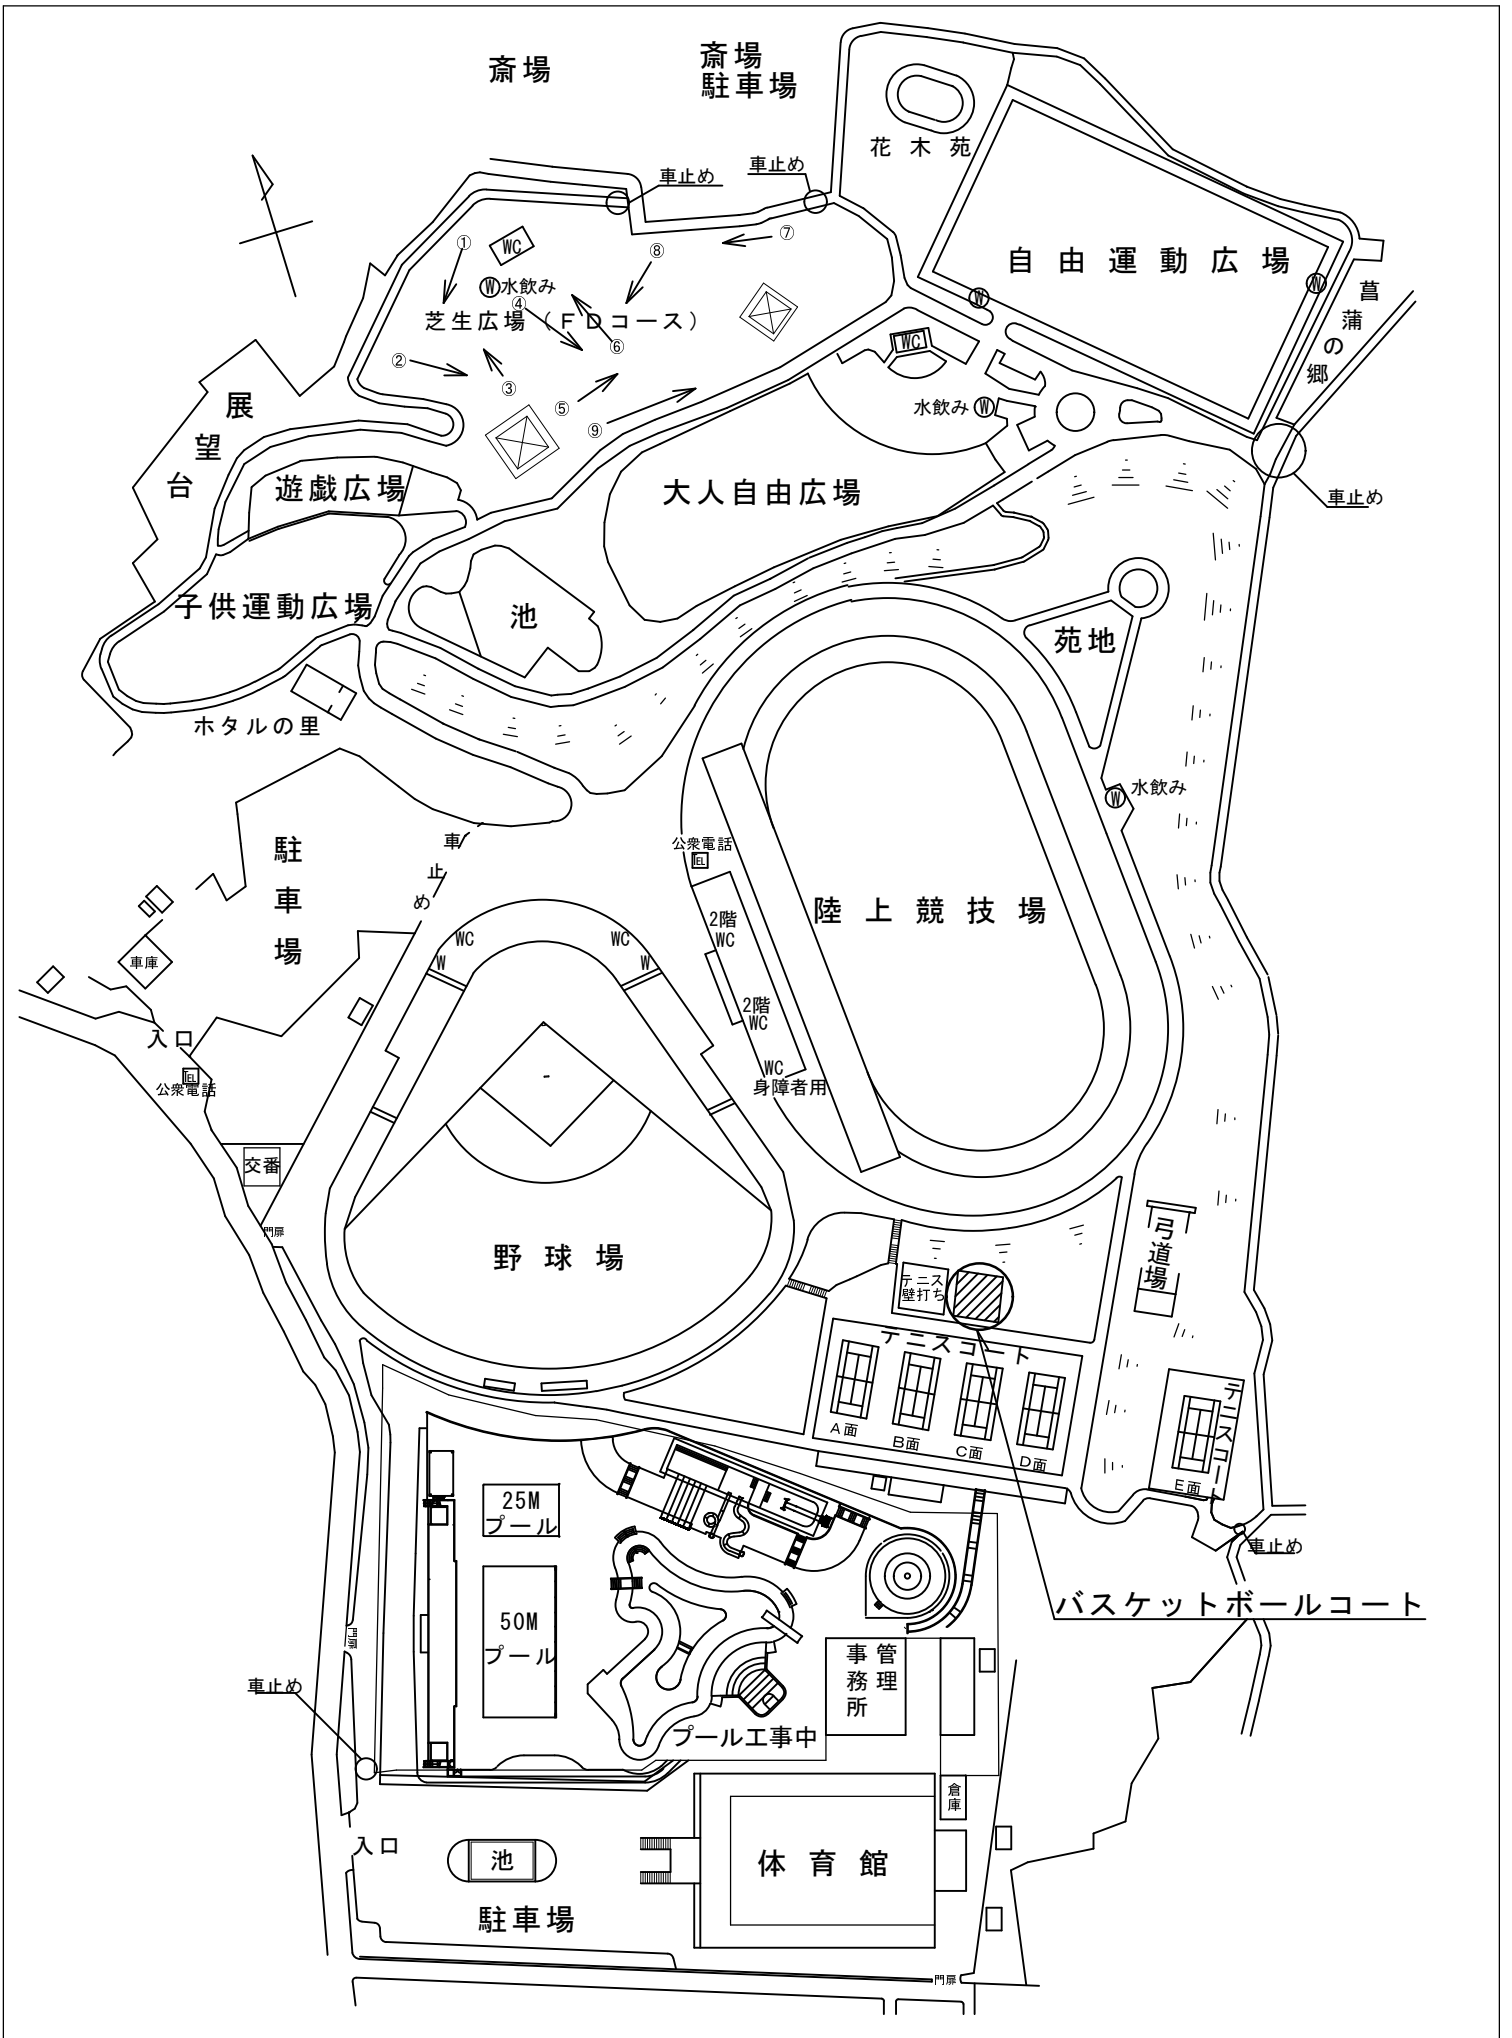 斎場
斎場
駐車場
花木苑
車止め
車止め
①
WC
⑧
⑦
自由運動広場
W
水飲み
④
W
W
菖蒲の郷
芝生広場(FDコース)
⑥
WC
②
③
⑤
⑨
水飲み
W
展望台
遊戯広場
大人自由広場
車止め
子供運動広場
池
苑地
ホタルの里
W
水飲み
駐車場
車止め
公衆電話
TEL
陸上競技場
WC
WC
W
W
2階
WC
車庫
2階
WC
入口
TEL
公衆電話
WC
身障者用
交番
門扉
野球場
弓道場
テニス
壁打ち
テニスコート
A面
B面
C面
D面
テニスコート
E面
25M
プール
車止め
バスケットボールコート
50M
プール
門扉
管理
事務所
車止め
プール工事中
倉庫
入口
池
体育館
駐車場
門扉